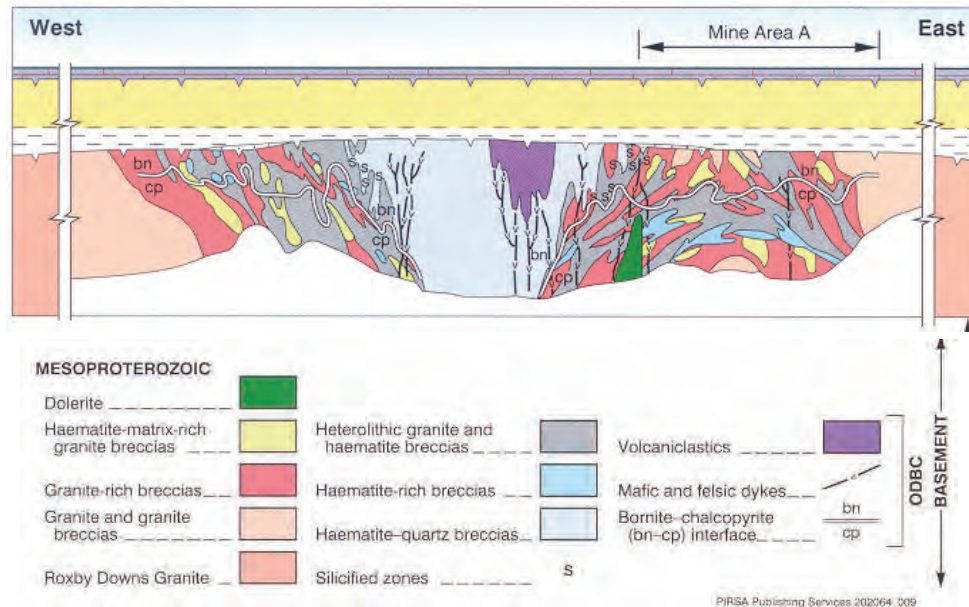 West
East
Mine Area A
bn
cp
bn
cp
bn
cp
bn
cp
bn
cp
s
s
s
s
s
s
s
s
s
s
s
s
MESOPROTEROZOIC
Dolerite
Haematite-matrix-rich
granite breccias
Granite-rich breccias
Granite and granite
breccias
Roxby Downs Granite
Heterolithic granite and
haematite breccias
Haematite-rich breccias
Haematite–quartz breccias
Silicified zones
s
Volcaniclastics
Mafic and felsic dykes
Bornite–chalcopyrite
(bn–cp) interface
bn
cp
ODBC
BASEMENT
PIRSA Publishing Services 202064_009